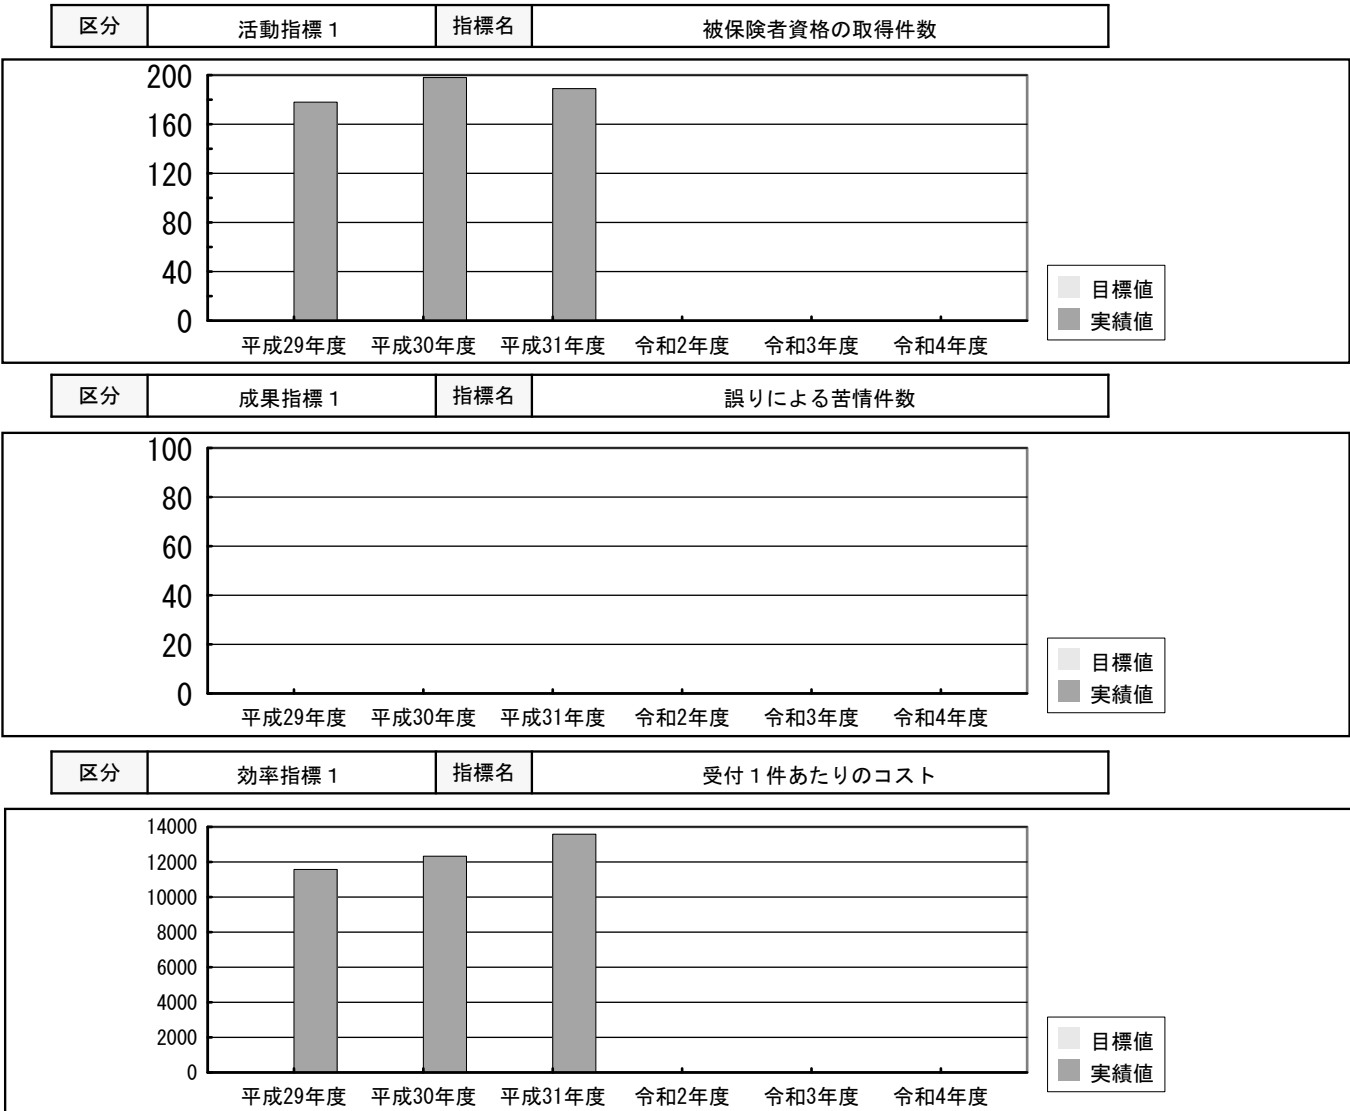 区分 活動指標１ 指標名 被保険者資格の取得件数
200
160
120
80
40
0
平成29年度 平成30年度 平成31年度 令和2年度 令和3年度 令和4年度
目標値
実績値
区分 成果指標１ 指標名 誤りによる苦情件数
100
80
60
40
20
0
平成29年度 平成30年度 平成31年度 令和2年度 令和3年度 令和4年度
目標値
実績値
区分 効率指標１ 指標名 受付１件あたりのコスト
14000
12000
10000
8000
6000
4000
2000
0
平成29年度 平成30年度 平成31年度 令和2年度 令和3年度 令和4年度
目標値
実績値